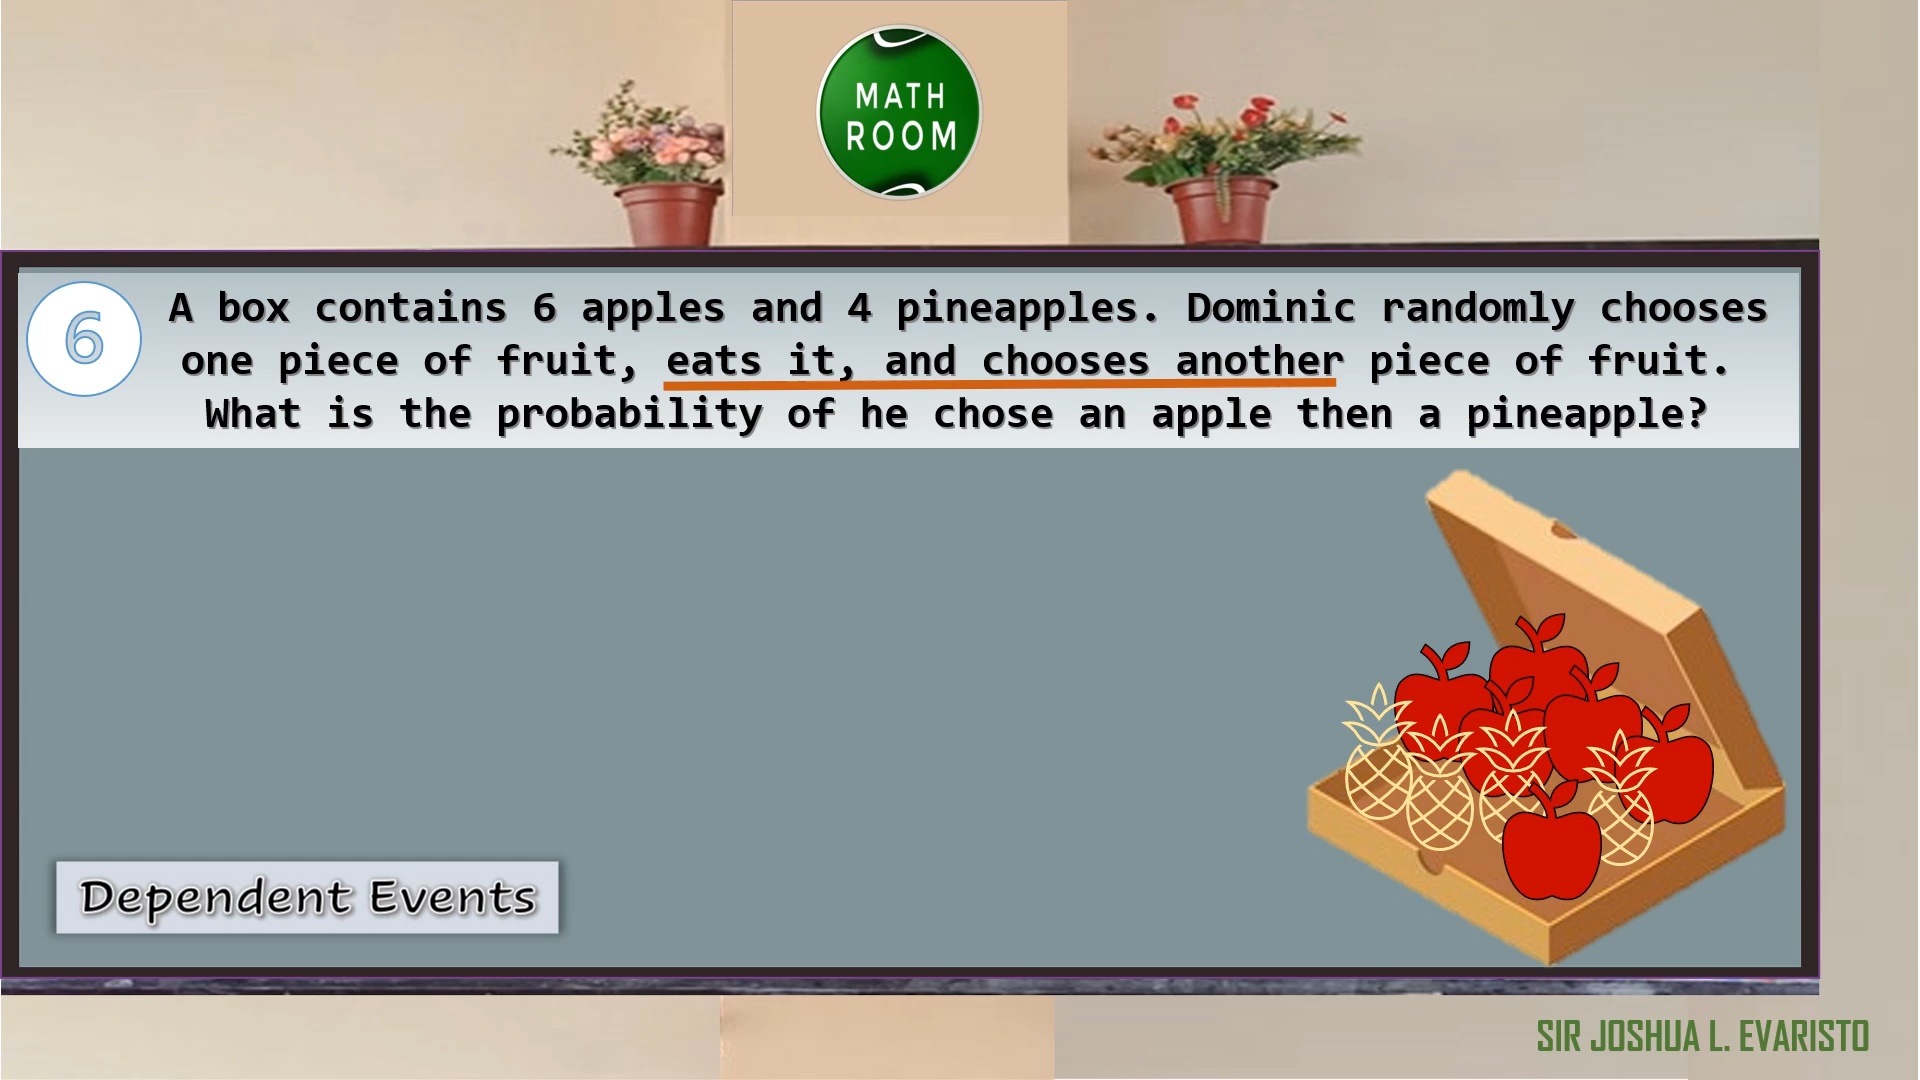 MATH
ROOM
6
A box contains 6 apples and 4 pineapples. Dominic randomly chooses
one piece of fruit, eats it, and chooses another piece of fruit.
What is the probability of he chose an apple then a pineapple?
Dependent Events
SIR JOSHUA L. EVARISTO